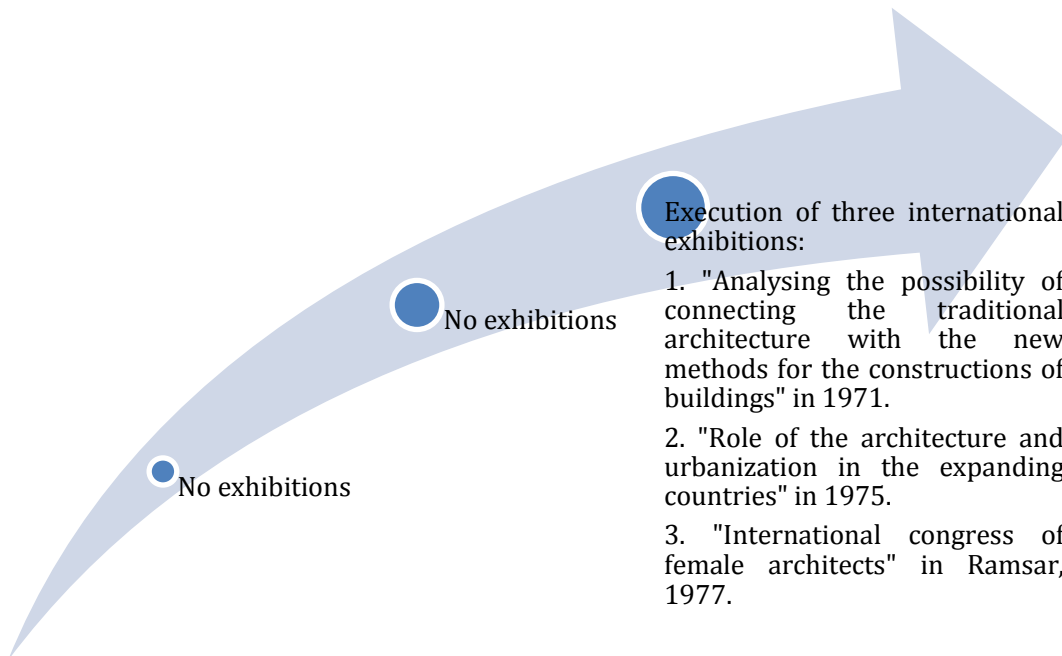 No exhibitions
No exhibitions
Execution of three international
exhibitions:
1. "Analysing the possibility of
connecting the traditional
architecture with the new
methods for the constructions of
buildings" in 1971.
2. "Role of the architecture and
urbanization in the expanding
countries" in 1975.
3. "International congress of
female architects" in Ramsar,
1977.